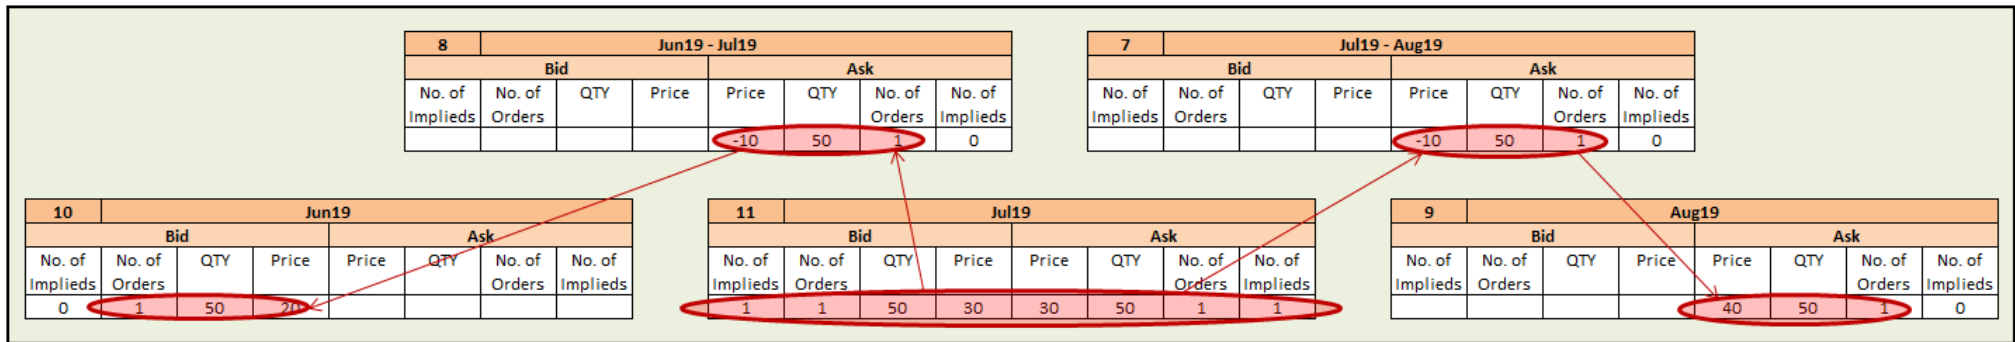 8 Jun19 - Jul19
Bid Ask
No. of Implieds No. of Orders QTY Price Price QTY No. of Orders No. of Implieds
-10 50 1 0
7 Jul19 - Aug19
Bid Ask
No. of Implieds No. of Orders QTY Price Price QTY No. of Orders No. of Implieds
-10 50 1 0
10 Jun19
Bid Ask
No. of Implieds No. of Orders QTY Price Price QTY No. of Orders No. of Implieds
0 1 50 20
11 Jul19
Bid Ask
No. of Implieds No. of Orders QTY Price Price QTY No. of Orders No. of Implieds
1 1 50 30 30 50 1 1
9 Aug19
Bid Ask
No. of Implieds No. of Orders QTY Price Price QTY No. of Orders No. of Implieds
40 50 1 0